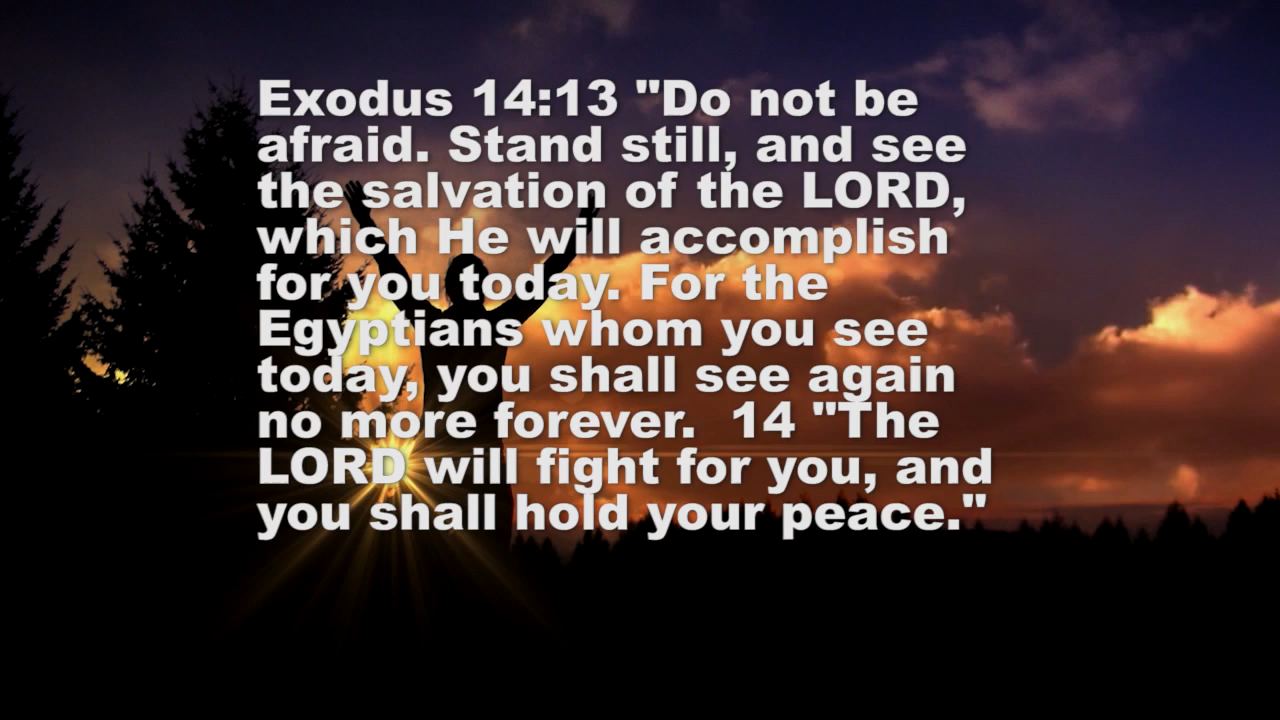 Exodus 14:13 "Do not be
afraid. Stand still, and see
the salvation of the LORD,
which He will accomplish
for you today. For the
Egyptians whom you see
today, you shall see again
no more forever.  14 "The
LORD will fight for you, and
you shall hold your peace."